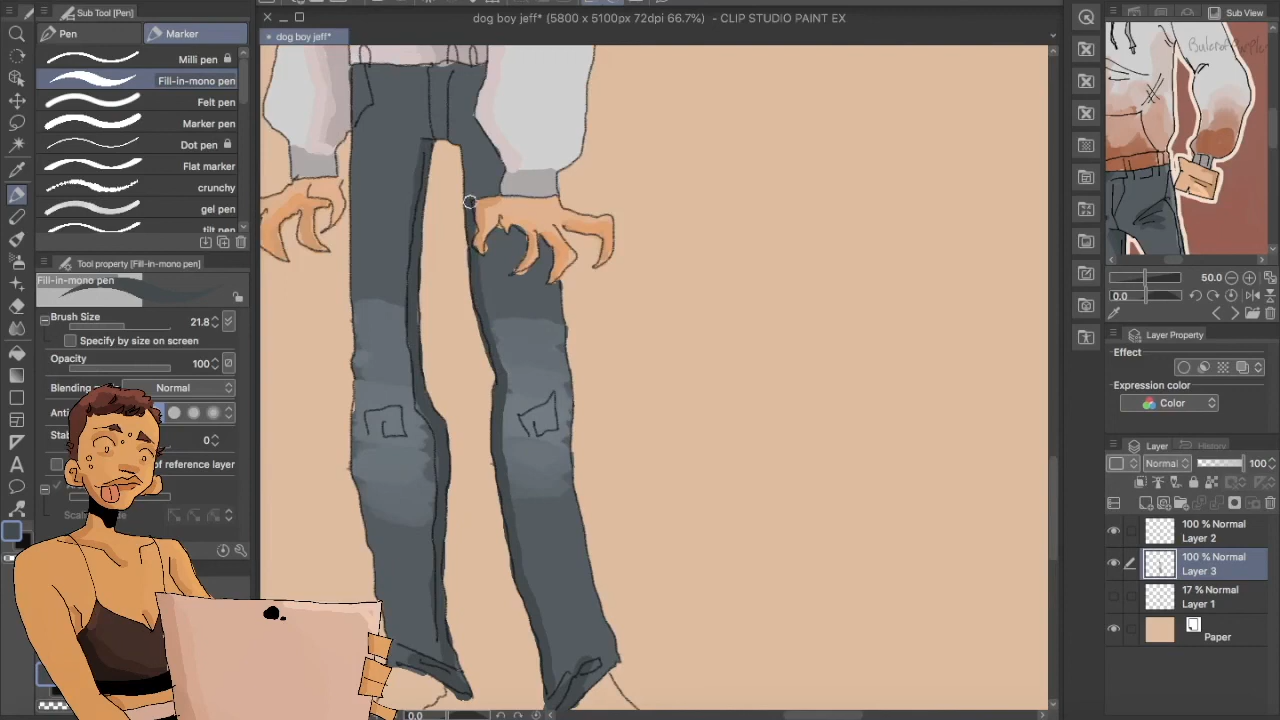 Sub Tool [Pen]
dog boy jeff* (5800 x 5100px 72dpi 66.7%) - CLIP STUDIO PAINT EX
Sub View
Pen
Marker
dog boy jeff*
Milli pen
Fill-in-mono pen
Felt pen
Marker pen
Dot pen
Flat marker
crunchy
gel pen
tilt pen
Tool property [Fill-in-mono pen]
Fill-in-mono pen
Brush Size
21.8
Specify by size on screen
Opacity
100
Normal
0
of reference layer
50.0
0.0
Layer Property
Effect
Expression color
Color
Layer
History
Normal
100
100 % Normal
Layer 2
100 % Normal
Layer 3
17 % Normal
Layer 1
Paper
0.0